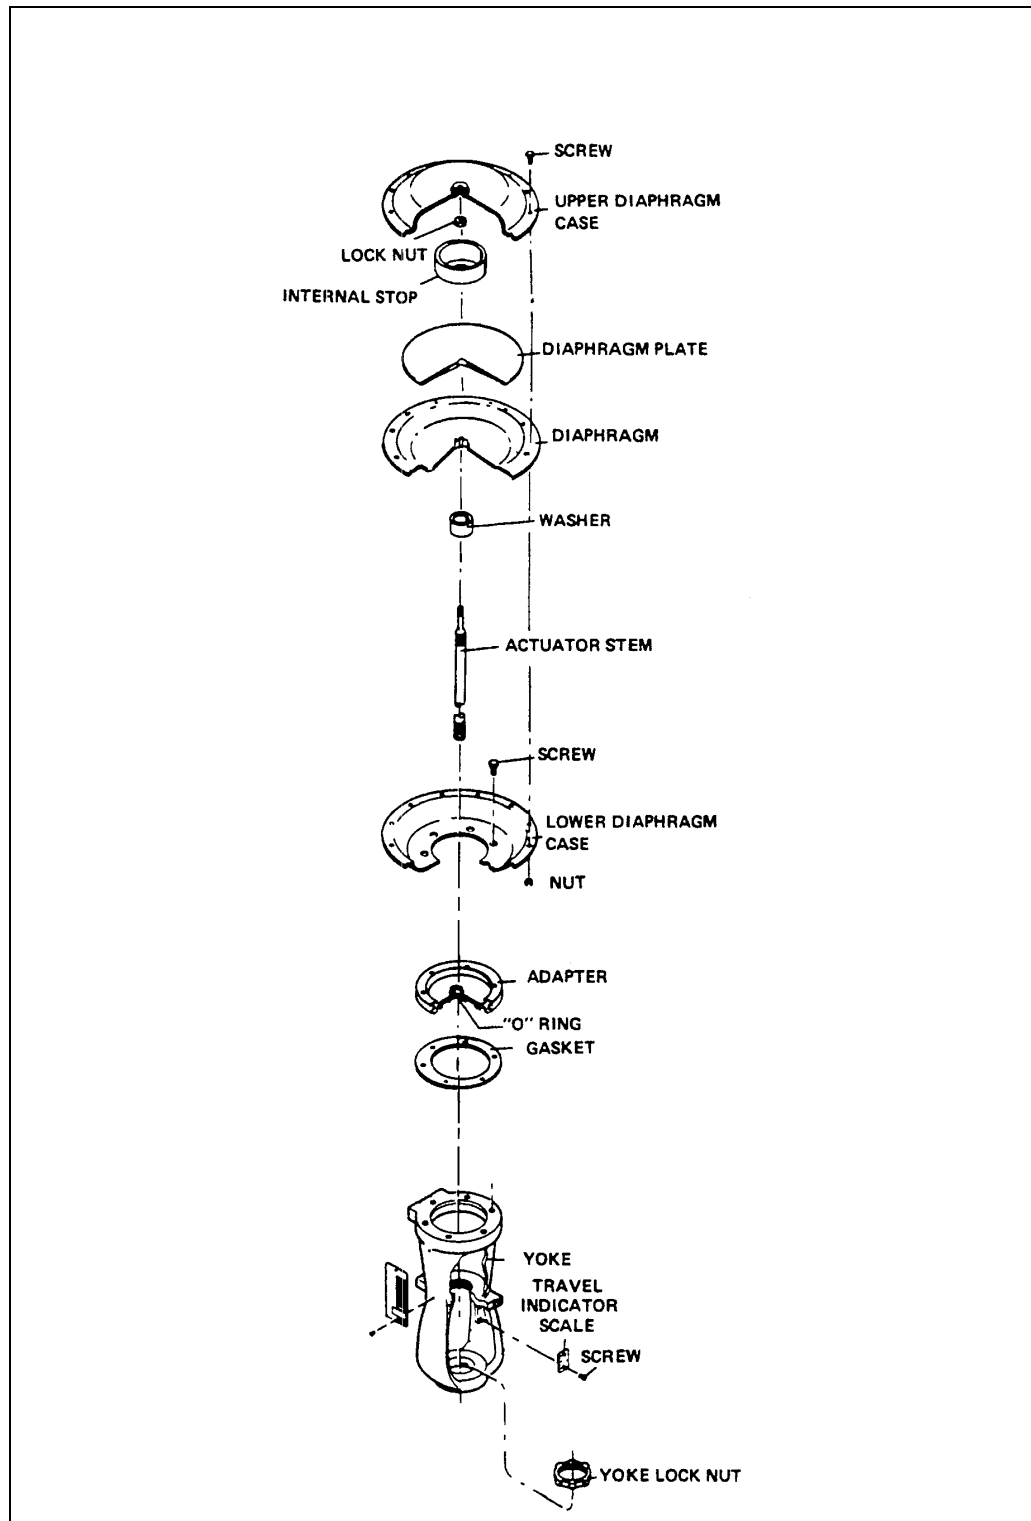 SCREW
UPPER DIAPHRAGM
CASE
LOCK NUT
INTERNAL STOP
DIAPHRAGM PLATE
DIAPHRAGM
WASHER
ACTUATOR STEM
SCREW
LOWER DIAPHRAGM
CASE
NUT
ADAPTER
"O" RING
GASKET
YOKE
TRAVEL
INDICATOR
SCALE
SCREW
YOKE LOCK NUT